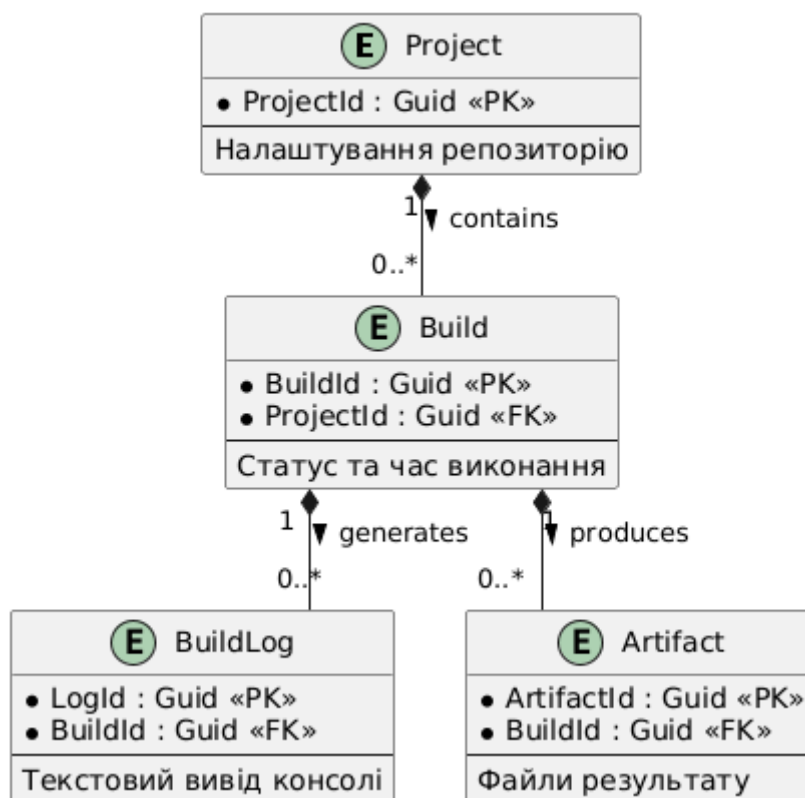 E Project
ProjectId : Guid «PK»
Налаштування репозиторію
1
contains
0..*
E Build
BuildId : Guid «PK»
ProjectId : Guid «FK»
Статус та час виконання
1 generates
1 produces
0..*
0..*
E BuildLog
LogId : Guid «PK»
BuildId : Guid «FK»
Текстовий вивід консолі
E Artifact
ArtifactId : Guid «PK»
BuildId : Guid «FK»
Файли результату